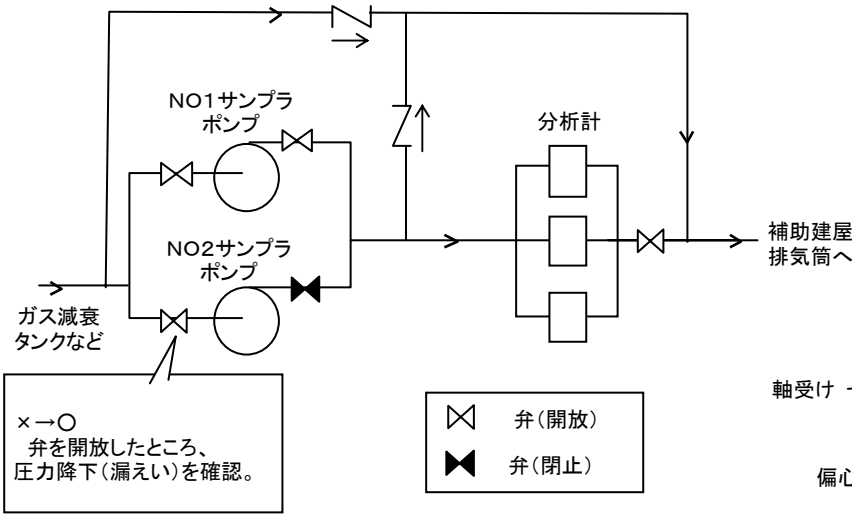 NO1サンプラ
ポンプ
分析計
NO2サンプラ
ポンプ
補助建屋
排気筒へ
ガス減衰
タンクなど
×→○
弁を開放したところ、
圧力降下(漏えい)を確認。
弁(開放)
弁(閉止)
軸受け
偏心